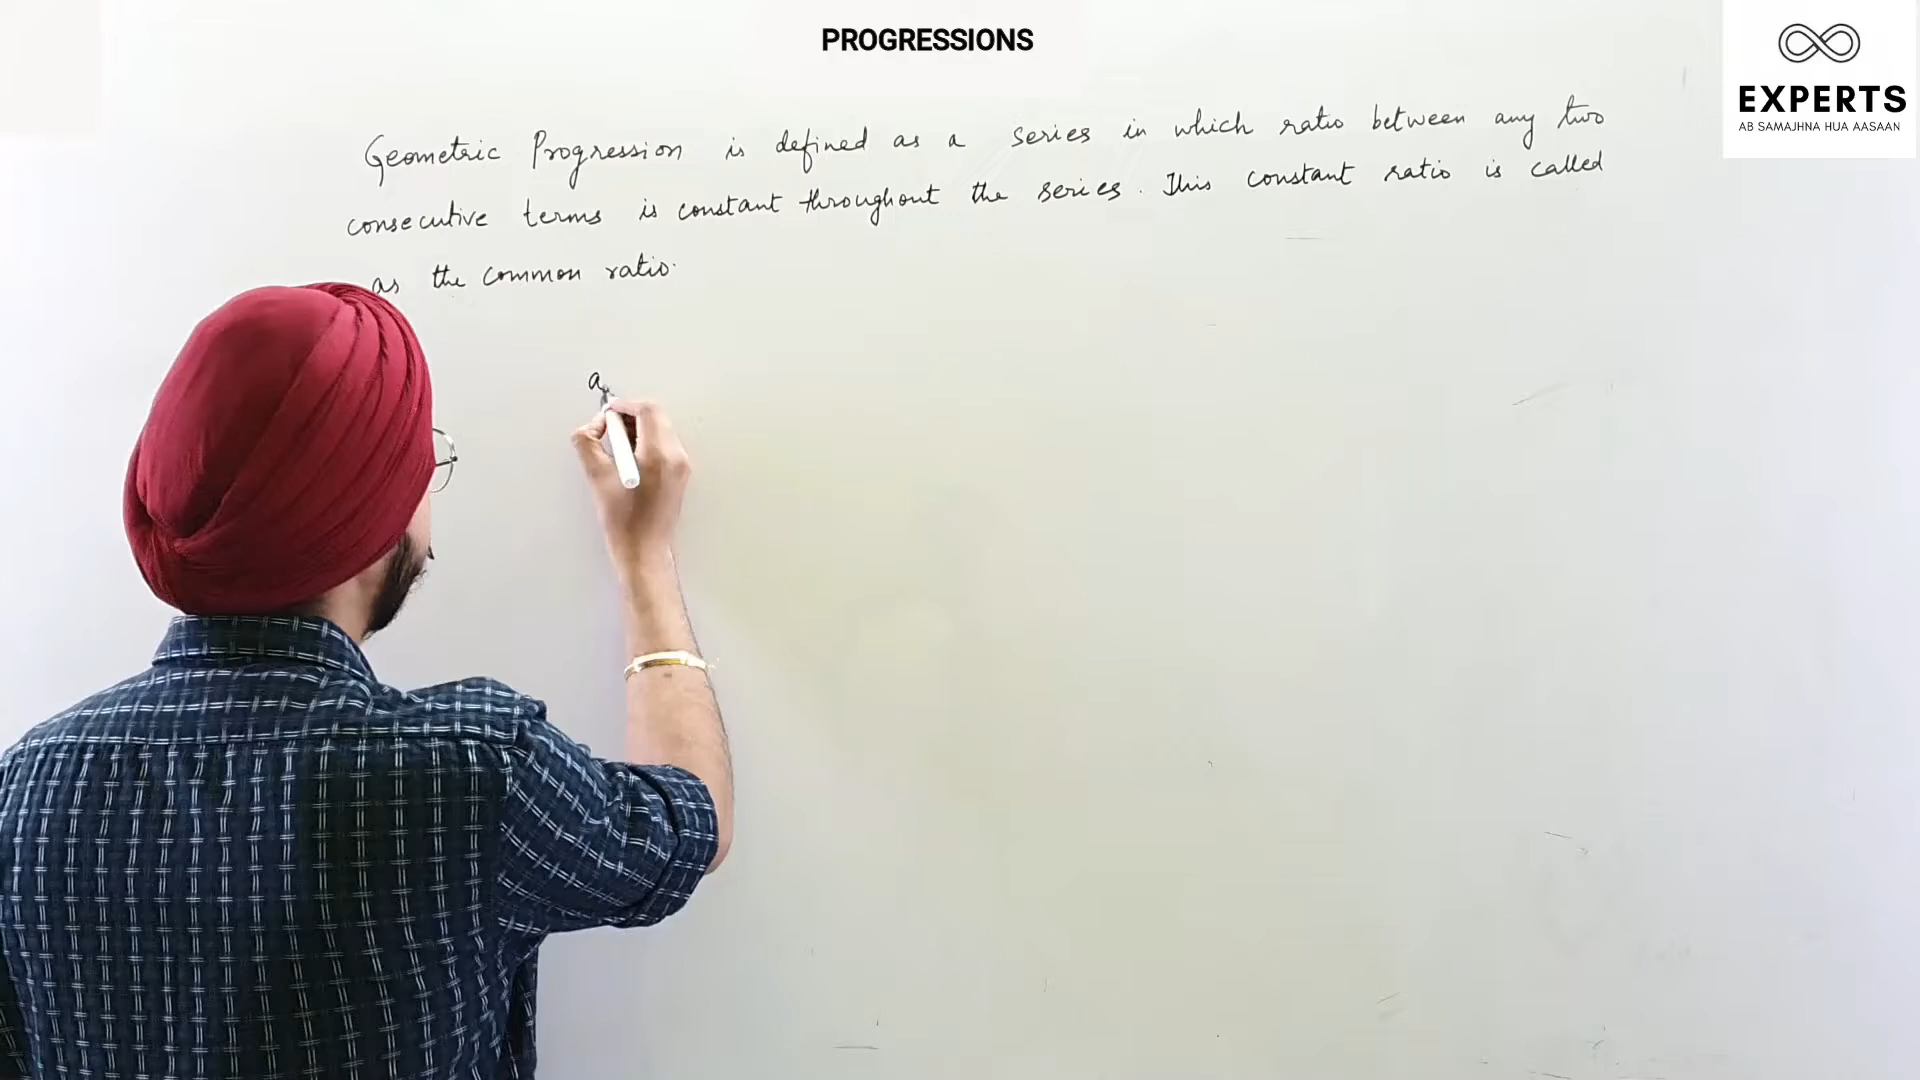 PROGRESSIONS
EXPERTS
AB SAMAJHNA HUA AASAAN
Geometric Progression is defined as a series in which ratio between any two
consecutive terms is constant throughout the series. This constant ratio is called
as the common ratio.
a